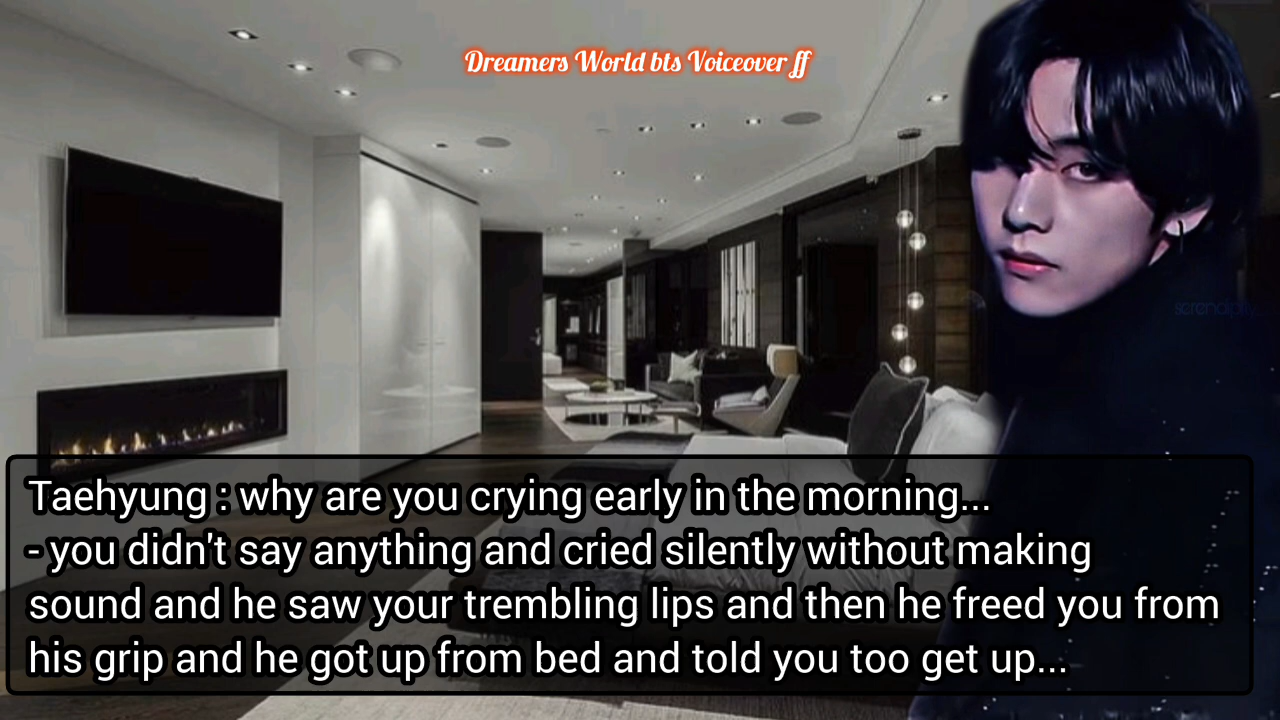 Dreamers World bts Voiceover ff
serendipity
Taehyung : why are you crying early in the morning...
- you didn't say anything and cried silently without making
sound and he saw your trembling lips and then he freed you from
his grip and he got up from bed and told you too get up...